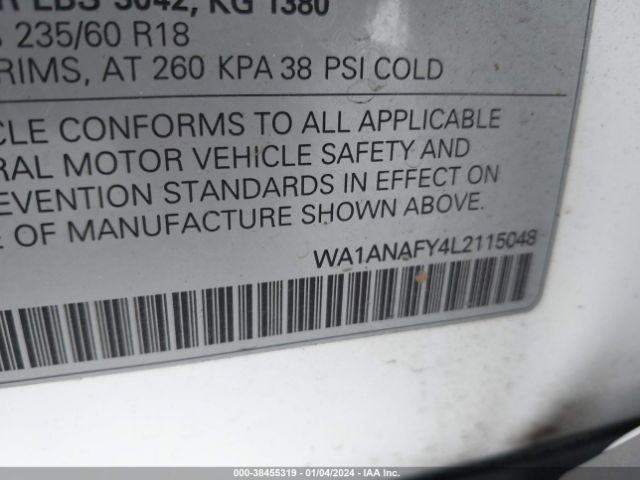 R LBS 3042, KG 1380
235/60 R18
RIMS, AT 260 KPA 38 PSI COLD
CLE CONFORMS TO ALL APPLICABLE
RAL MOTOR VEHICLE SAFETY AND
EVENTION STANDARDS IN EFFECT ON
OF MANUFACTURE SHOWN ABOVE.
WA1ANAFY4L2115048
000-38455319 - 01/04/2024 - IAAI.COM